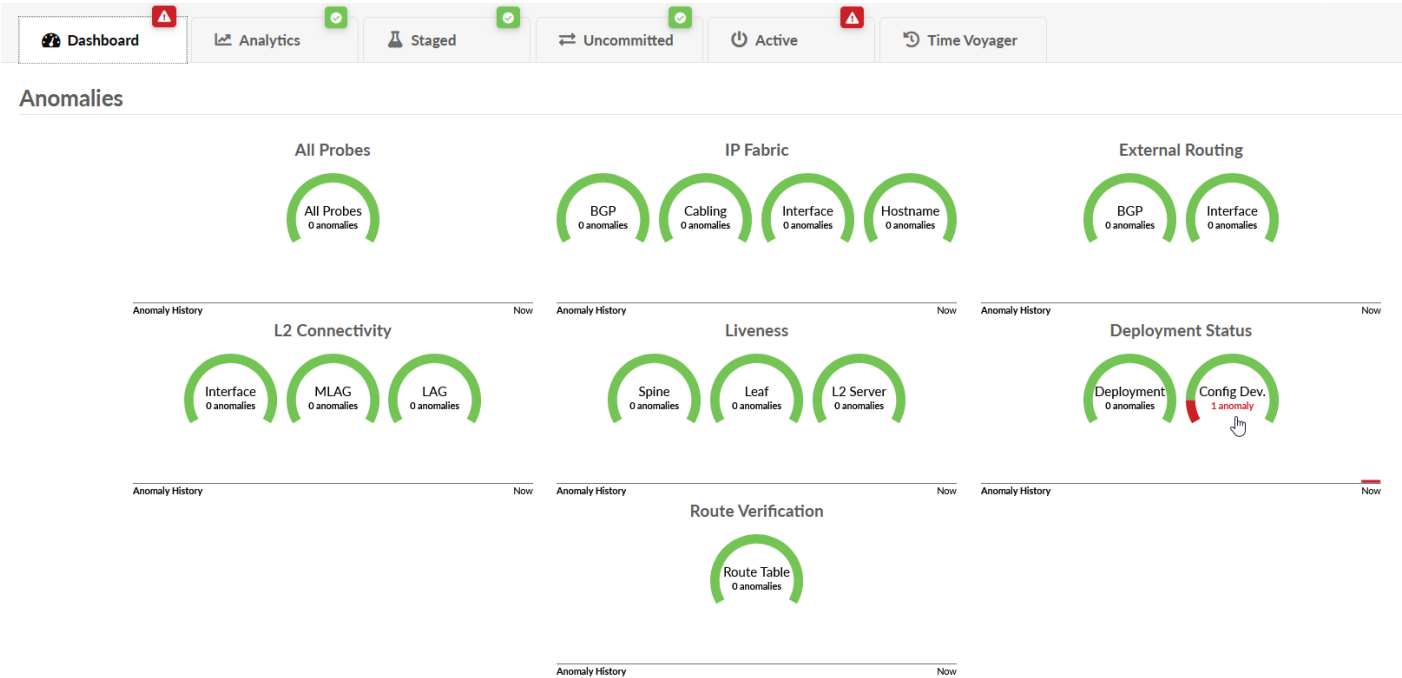 Dashboard Analytics Staged Uncommitted Active Time Voyager
Anomalies
All Probes
All Probes
0 anomalies
Anomaly History Now
IP Fabric
BGP
0 anomalies
Cabling
0 anomalies
Interface
0 anomalies
Hostname
0 anomalies
Anomaly History Now
External Routing
BGP
0 anomalies
Interface
0 anomalies
Anomaly History Now
L2 Connectivity
Interface
0 anomalies
MLAG
0 anomalies
LAG
0 anomalies
Anomaly History Now
Liveness
Spine
0 anomalies
Leaf
0 anomalies
L2 Server
0 anomalies
Anomaly History Now
Deployment Status
Deployment
0 anomalies
Config Dev.
1 anomaly
Anomaly History Now
Route Verification
Route Table
0 anomalies
Anomaly History Now